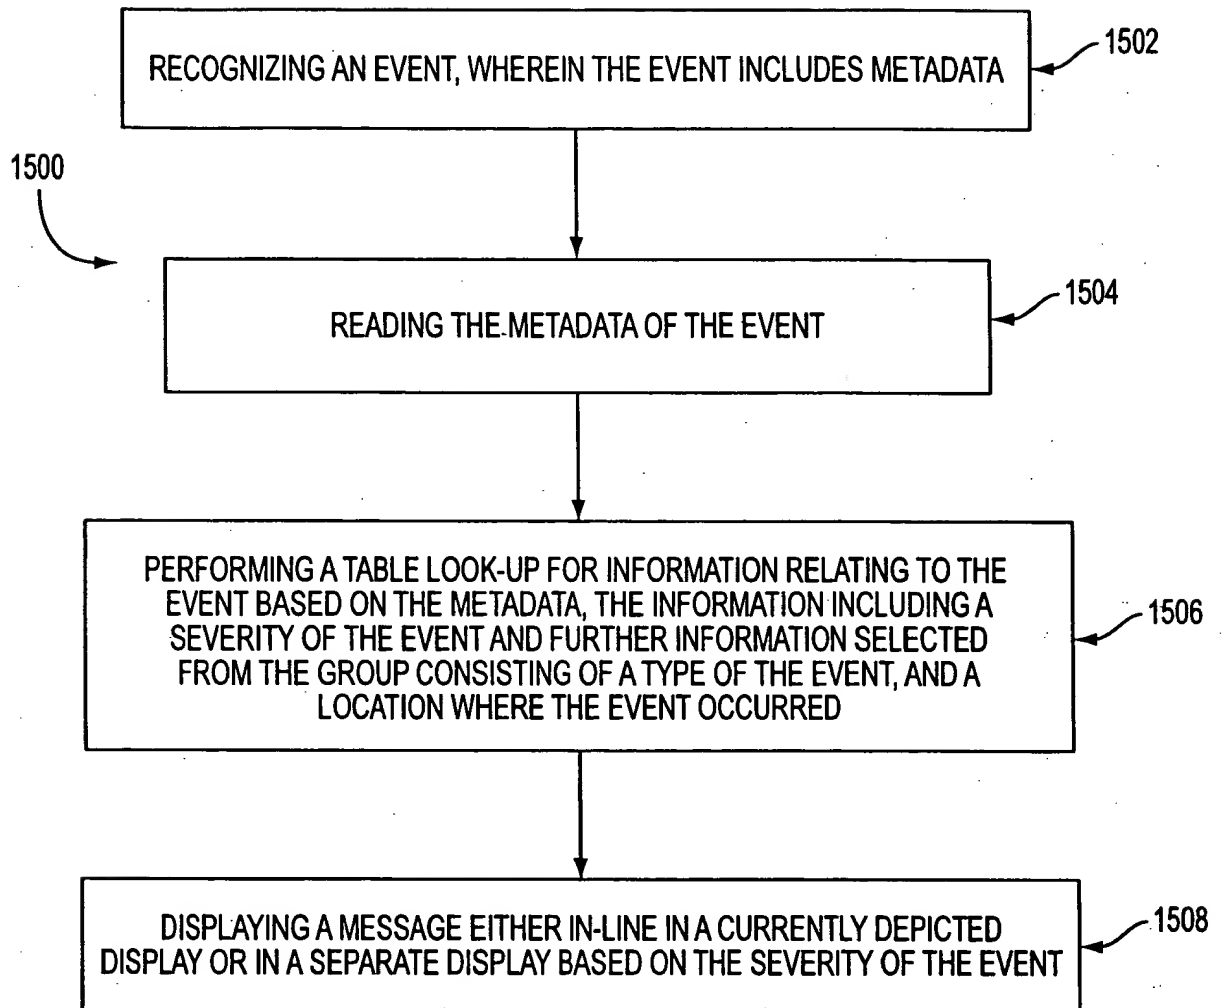 RECOGNIZING AN EVENT, WHEREIN THE EVENT INCLUDES METADATA
1502
1500
READING THE METADATA OF THE EVENT
1504
PERFORMING A TABLE LOOK-UP FOR INFORMATION RELATING TO THE
EVENT BASED ON THE METADATA, THE INFORMATION INCLUDING A
SEVERITY OF THE EVENT AND FURTHER INFORMATION SELECTED
FROM THE GROUP CONSISTING OF A TYPE OF THE EVENT, AND A
LOCATION WHERE THE EVENT OCCURRED
1506
DISPLAYING A MESSAGE EITHER IN-LINE IN A CURRENTLY DEPICTED
DISPLAY OR IN A SEPARATE DISPLAY BASED ON THE SEVERITY OF THE EVENT
1508